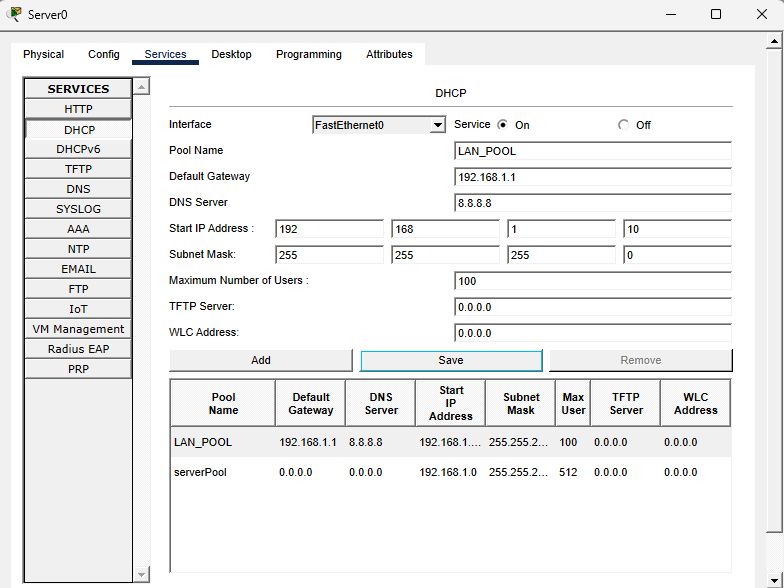 Server0
Physical Config Services Desktop Programming Attributes
SERVICES
HTTP
DHCP
DHCPv6
TFTP
DNS
SYSLOG
AAA
NTP
EMAIL
FTP
IoT
VM Management
Radius EAP
PRP
DHCP
Interface FastEthernet0 Service On Off
Pool Name LAN_POOL
Default Gateway 192.168.1.1
DNS Server 8.8.8.8
Start IP Address : 192 168 1 10
Subnet Mask: 255 255 255 0
Maximum Number of Users : 100
TFTP Server: 0.0.0.0
WLC Address: 0.0.0.0
Add Save Remove
Pool Name Default Gateway DNS Server Start IP Address Subnet Mask Max User TFTP Server WLC Address
LAN_POOL 192.168.1.1 8.8.8.8 192.168.1.... 255.255.2... 100 0.0.0.0 0.0.0.0
serverPool 0.0.0.0 0.0.0.0 192.168.1.0 255.255.2... 512 0.0.0.0 0.0.0.0